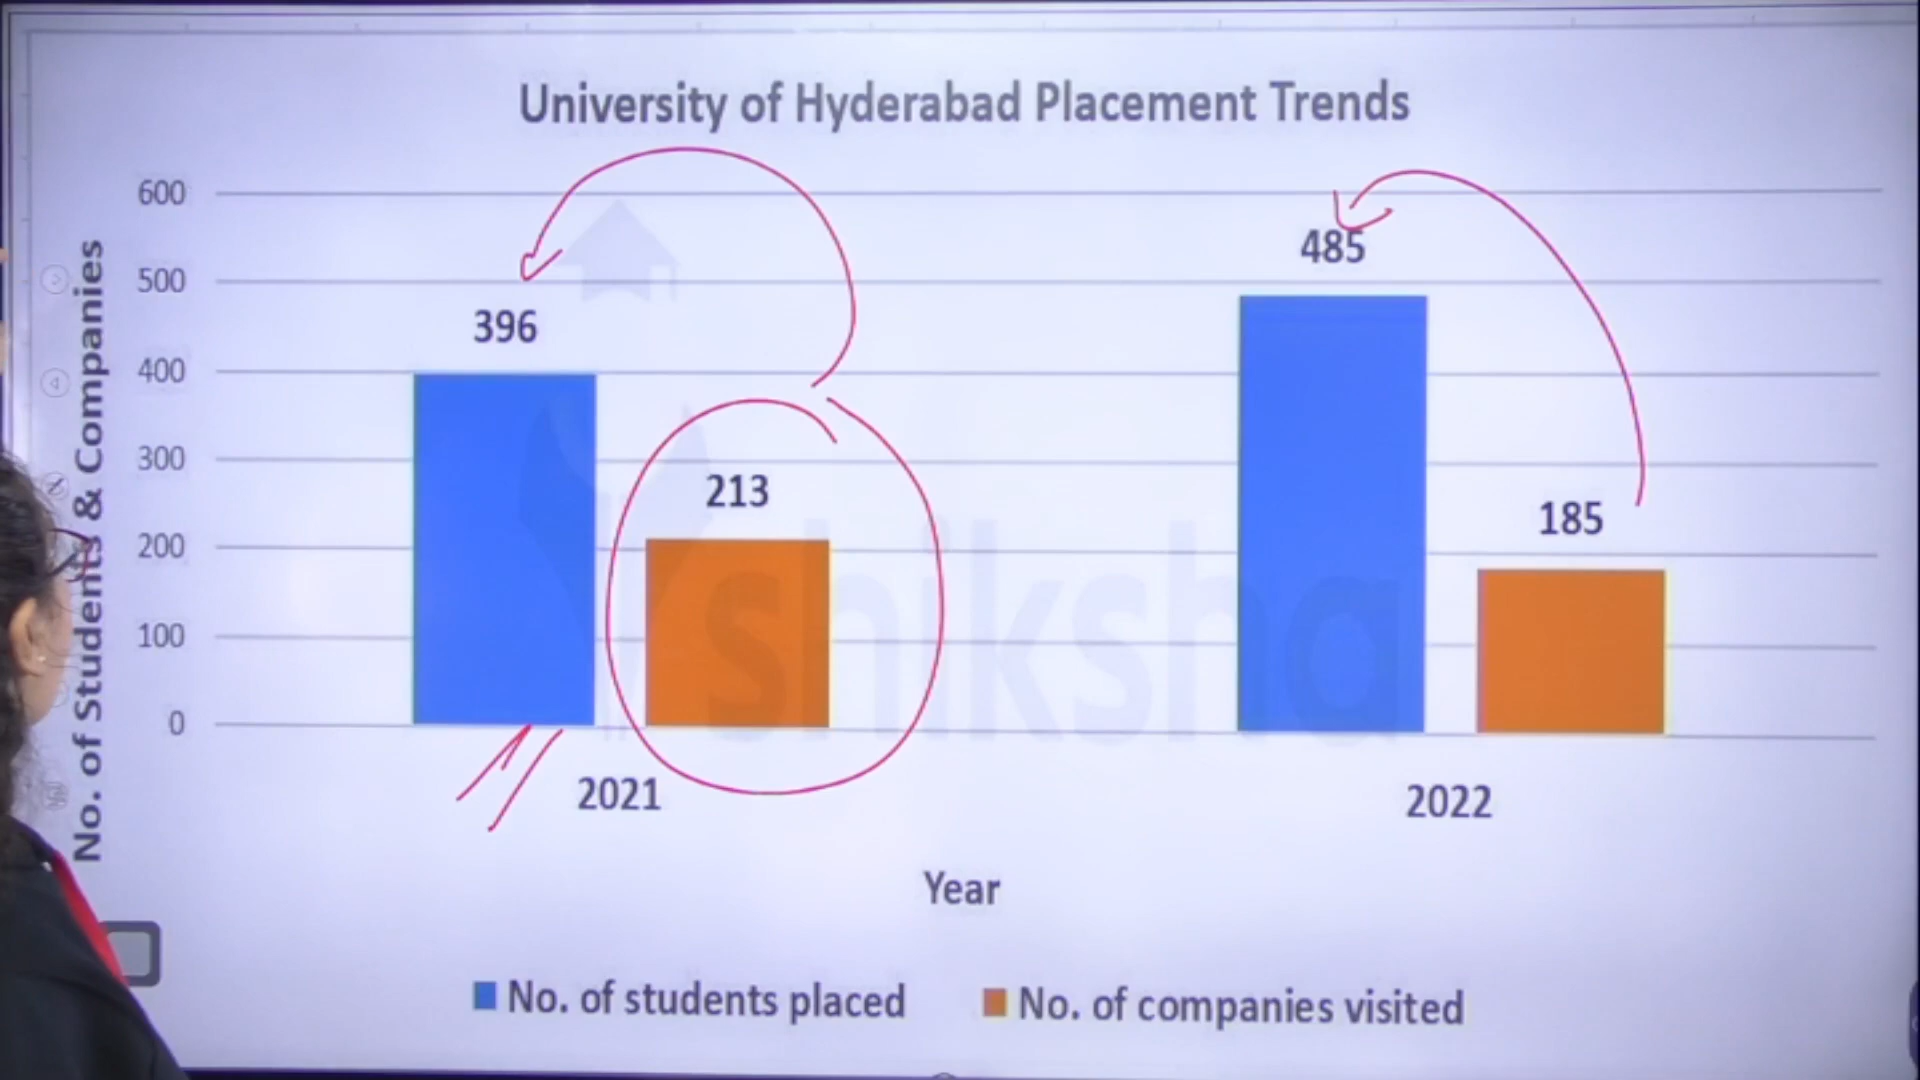 University of Hyderabad Placement Trends
No. of Students & Companies
600
500
400
300
200
100
0
396
213
485
185
2021
2022
Year
No. of students placed
No. of companies visited
shiksha